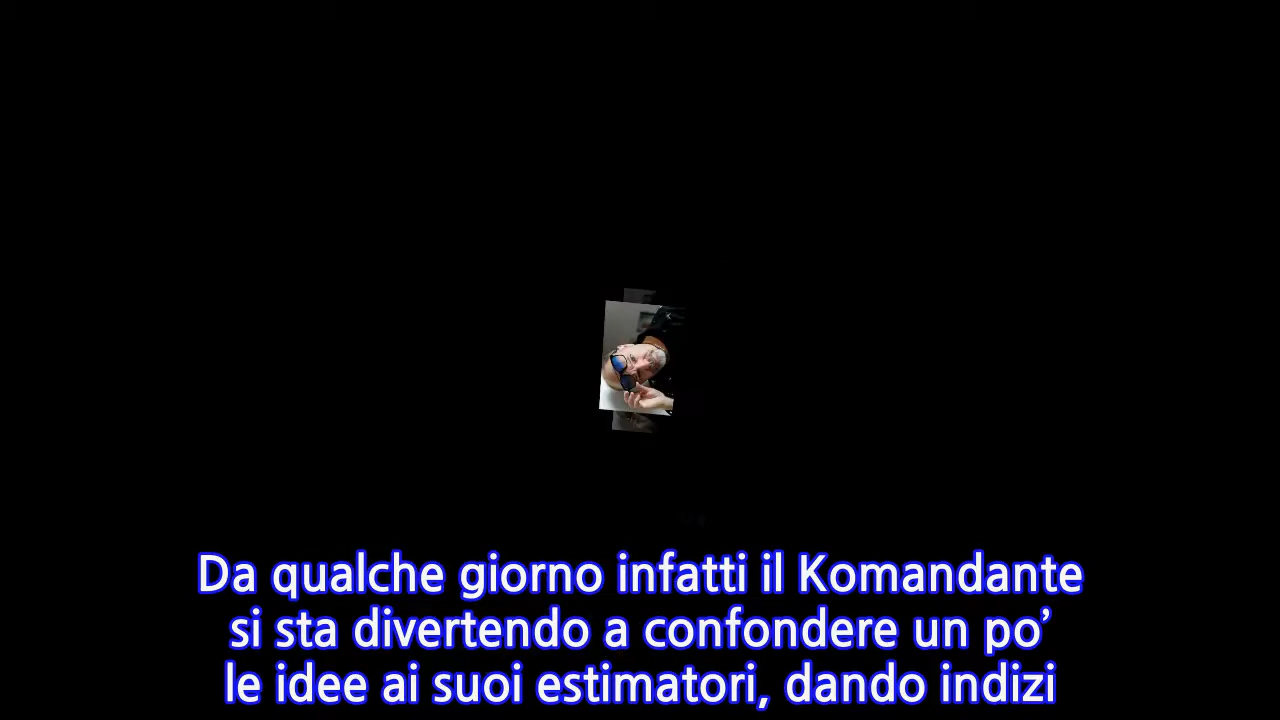 Da qualche giorno infatti il Komandante
si sta divertendo a confondere un po’
le idee ai suoi estimatori, dando indizi